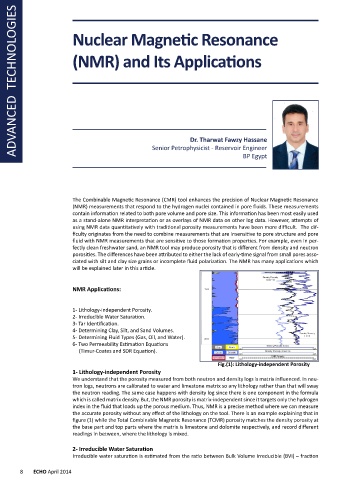 ADVANCED TECHNOLOGIES
Nuclear Magnetic Resonance
(NMR) and Its Applications
Dr. Tharwat Fawzy Hassane
Senior Petrophysicist - Reservoir Engineer
BP Egypt
The Combinable Magnetic Resonance (CMR) tool enhances the precision of Nuclear Magnetic Resonance
(NMR) measurements that respond to the hydrogen nuclei contained in pore fluids. These measurements
contain information related to both pore volume and pore size. This information has been most easily used
as a stand-alone NMR interpretation or as overlays of NMR data on other log data. However, attempts of
using NMR data quantitatively with traditional porosity measurements have been more difficult. The dif-
ficulty originates from the need to combine measurements that are insensitive to pore structure and pore
fluid with NMR measurements that are sensitive to those formation properties. For example, even in per-
fectly clean freshwater sand, an NMR tool may produce porosity that is different from density and neutron
porosities. The differences have been attributed to either the lack of early-time signal from small pores asso-
ciated with silt and clay size grains or incomplete fluid polarization. The NMR has many applications which
will be explained later in this article.
NMR Applications:
1- Lithology-independent Porosity.
2- Irreducible Water Saturation.
3- Tar Identification.
4- Determining Clay, Silt, and Sand Volumes.
5- Determining Fluid Types (Gas, Oil, and Water).
6- Two Permeability Estimation Equations
(Timur-Coates and SDR Equation).
Fig.(1): Lithology-independent Porosity
1- Lithology-independent Porosity
We understand that the porosity measured from both neutron and density logs is matrix influenced. In neu-
tron logs, neutrons are calibrated to water and limestone matrix so any lithology rather than that will sway
the neutron reading. The same case happens with density log since there is one component in the formula
which is called matrix density. But, the NMR porosity is matrix-independent since it targets only the hydrogen
index in the fluid that loads up the porous medium. Thus, NMR is a precise method where we can measure
the accurate porosity without any effect of the lithology on the tool. There is an example explaining that in
figure (1) while the Total Combinable Magnetic Resonance (TCMR) porosity matches the density porosity at
the base part and top parts where the matrix is limestone and dolomite respectively, and record different
readings in between, where the lithology is mixed.
2- Irreducible Water Saturation
Irreducible water saturation is estimated from the ratio between Bulk Volume Irreducible (BVI) – fraction
8 ECHO April 2014